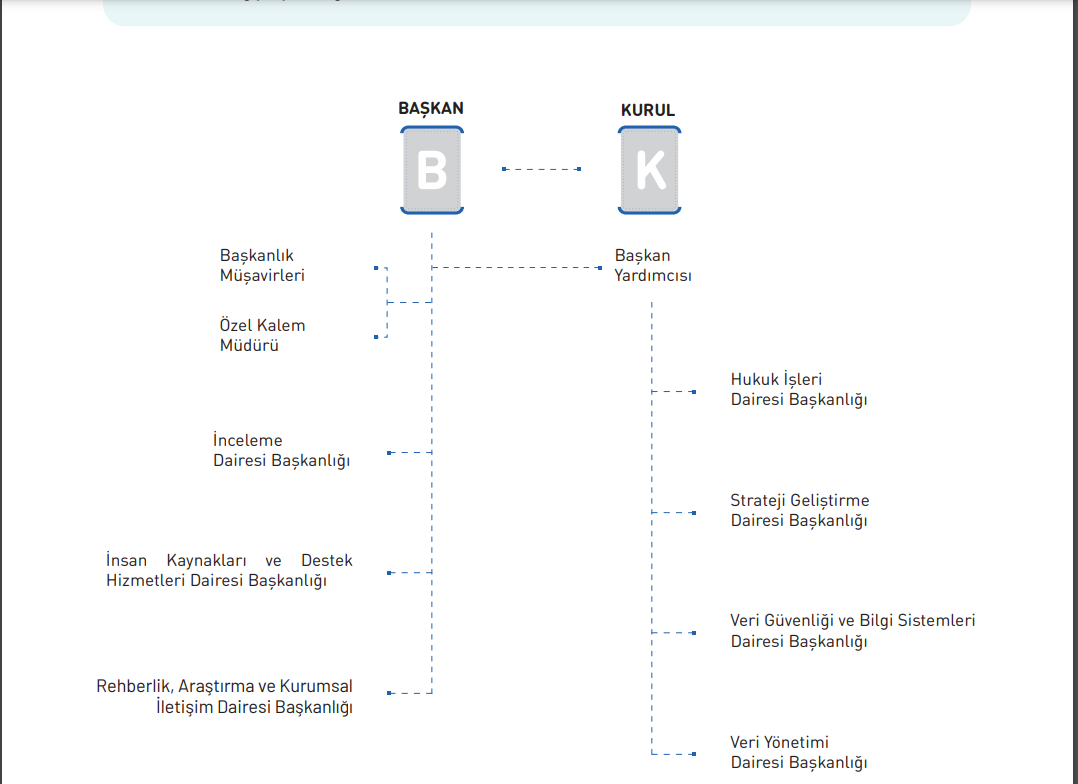 BAŞKAN
KURUL
B
K
Başkanlık
Müşavirleri
Başkan
Yardımcısı
Özel Kalem
Müdürü
Hukuk İşleri
Dairesi Başkanlığı
İnceleme
Dairesi Başkanlığı
Strateji Geliştirme
Dairesi Başkanlığı
İnsan Kaynakları ve Destek
Hizmetleri Dairesi Başkanlığı
Veri Güvenliği ve Bilgi Sistemleri
Dairesi Başkanlığı
Rehberlik, Araştırma ve Kurumsal
İletişim Dairesi Başkanlığı
Veri Yönetimi
Dairesi Başkanlığı